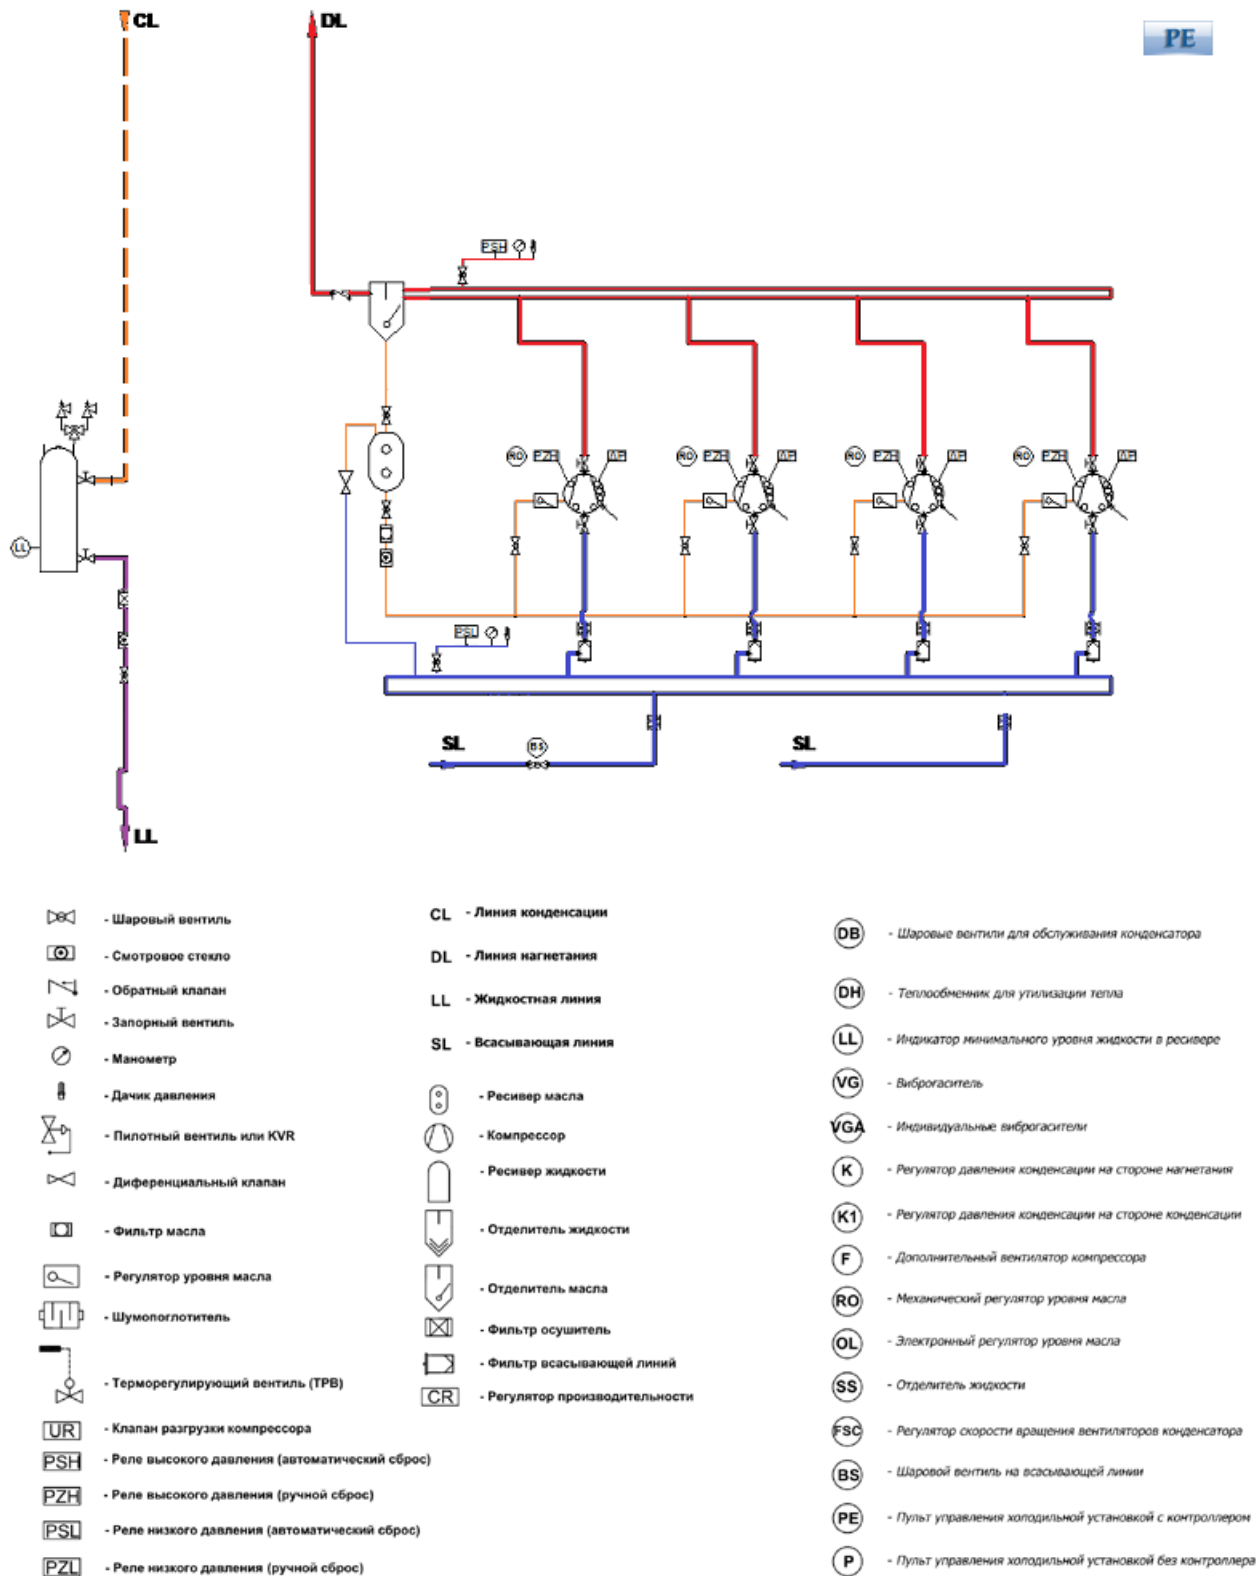 CL
DL
PE
PSH
RO PZH ΔP
RO PZH ΔP
RO PZH ΔP
RO PZH ΔP
LL
PSL
SL
BS
SL
LL
- Шаровый вентиль
- Смотровое стекло
- Обратный клапан
- Запорный вентиль
- Манометр
- Дачик давления
- Пилотный вентиль или KVR
- Диференциальный клапан
- Фильтр масла
- Регулятор уровня масла
- Шумопоглотитель
- Терморегулирующий вентиль (ТРВ)
UR - Клапан разгрузки компрессора
PSH - Реле высокого давления (автоматический сброс)
PZH - Реле высокого давления (ручной сброс)
PSL - Реле низкого давления (автоматический сброс)
PZL - Реле низкого давления (ручной сброс)
CL - Линия конденсации
DL - Линия нагнетания
LL - Жидкостная линия
SL - Всасывающая линия
- Ресивер масла
- Компрессор
- Ресивер жидкости
- Отделитель жидкости
- Отделитель масла
- Фильтр осушитель
- Фильтр всасывающей линий
CR - Регулятор производительности
DB - Шаровые вентили для обслуживания конденсатора
DH - Теплообменник для утилизации тепла
LL - Индикатор минимального уровня жидкости в ресивере
VG - Виброгаситель
VGA - Индивидуальные виброгасители
K - Регулятор давления конденсации на стороне нагнетания
K1 - Регулятор давления конденсации на стороне конденсации
F - Дополнительный вентилятор компрессора
RO - Механический регулятор уровня масла
OL - Электронный регулятор уровня масла
SS - Отделитель жидкости
FSC - Регулятор скорости вращения вентиляторов конденсатора
BS - Шаровой вентиль на всасывающей линии
PE - Пульт управления холодильной установкой с контроллером
P - Пульт управления холодильной установкой без контроллера